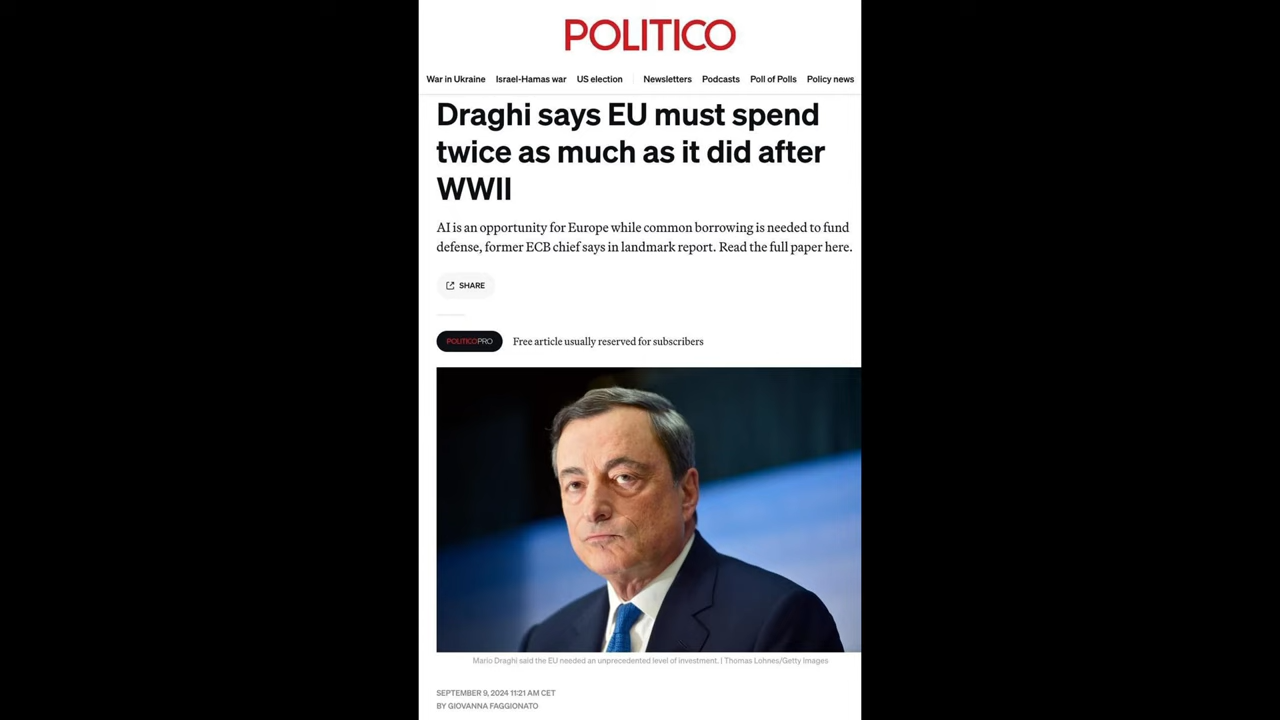 POLITICO
War in Ukraine Israel-Hamas war US election Newsletters Podcasts Poll of Polls Policy news
Draghi says EU must spend
twice as much as it did after
WWII
AI is an opportunity for Europe while common borrowing is needed to fund
defense, former ECB chief says in landmark report. Read the full paper here.
SHARE
POLITICOPRO Free article usually reserved for subscribers
Mario Draghi said the EU needed an unprecedented level of investment. | Thomas Lohnes/Getty Images
SEPTEMBER 9, 2024 11:21 AM CET
BY GIOVANNA FAGGIONATO